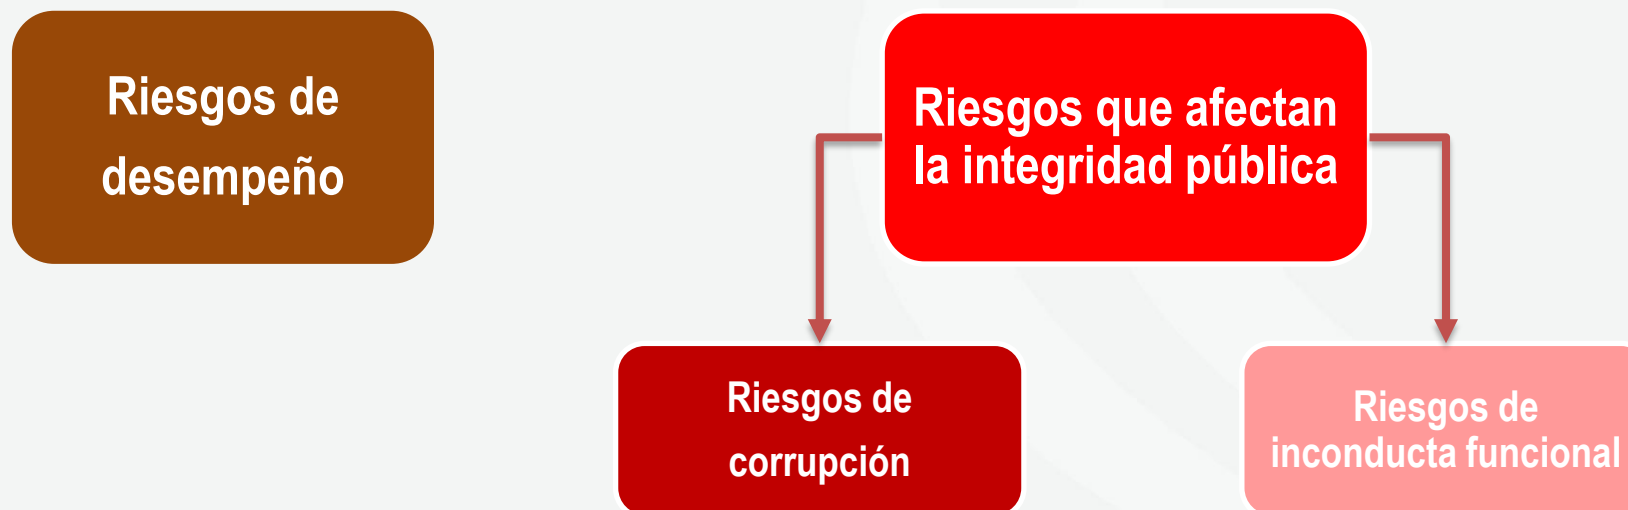 Riesgos de
desempeño
Riesgos que afectan
la integridad pública
Riesgos de
corrupción
Riesgos de
inconducta funcional